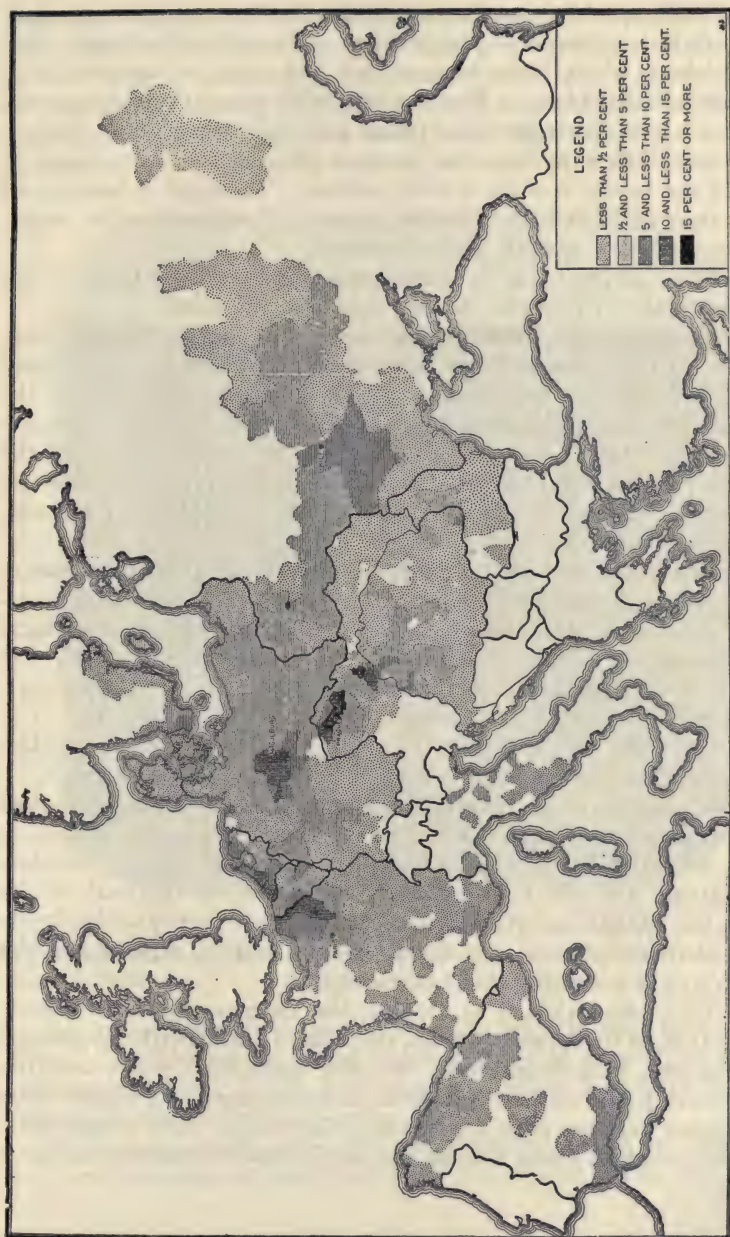 LEGEND
LESS THAN ½ PER CENT
½ AND LESS THAN 5 PER CENT
5 AND LESS THAN 10 PER CENT
10 AND LESS THAN 15 PER CENT.
15 PER CENT OR MORE
PARIS